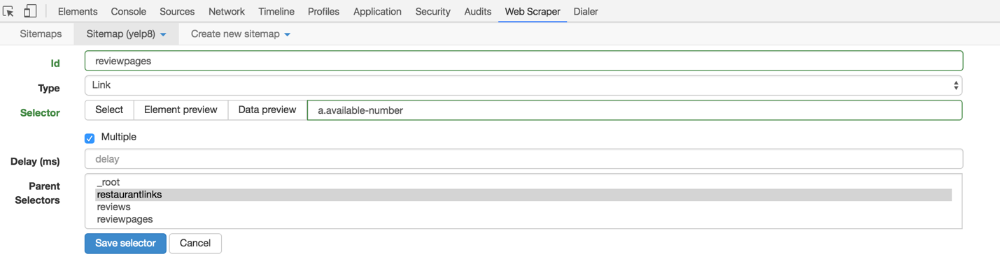 Elements Console Sources Network Timeline Profiles Application Security Audits Web Scraper Dialer
Sitemaps Sitemap (yelp8) Create new sitemap
Id reviewpages
Type Link
Selector Select Element preview Data preview a.available-number
Multiple
Delay (ms) delay
Parent Selectors
_root
restaurantlinks
reviews
reviewpages
Save selector Cancel